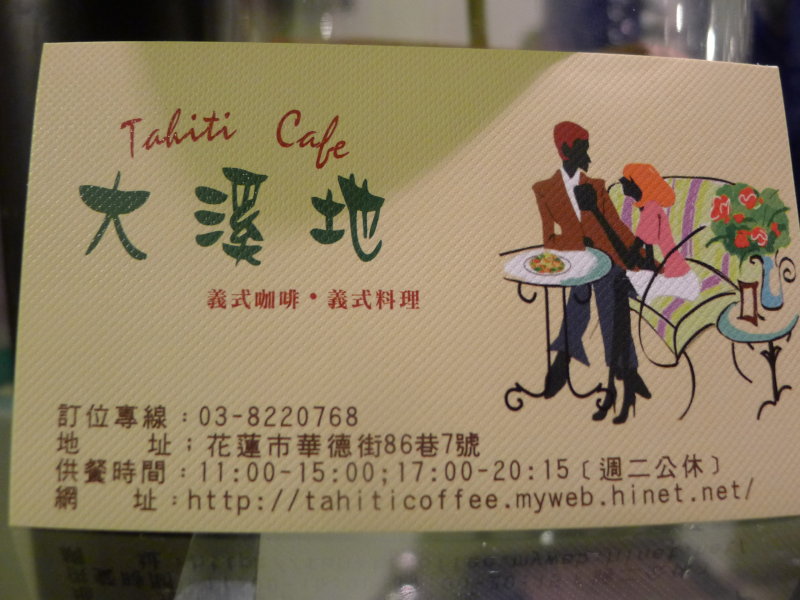 Tahiti Cafe
大溪地
義式咖啡•義式料理
訂位專線：03-8220768
地 址；花蓮市華德街86巷7號
供餐時間：11:00-15:00;17:00-20:15〔週二公休〕
網 址：http://tahiticoffee.myweb.hinet.net/